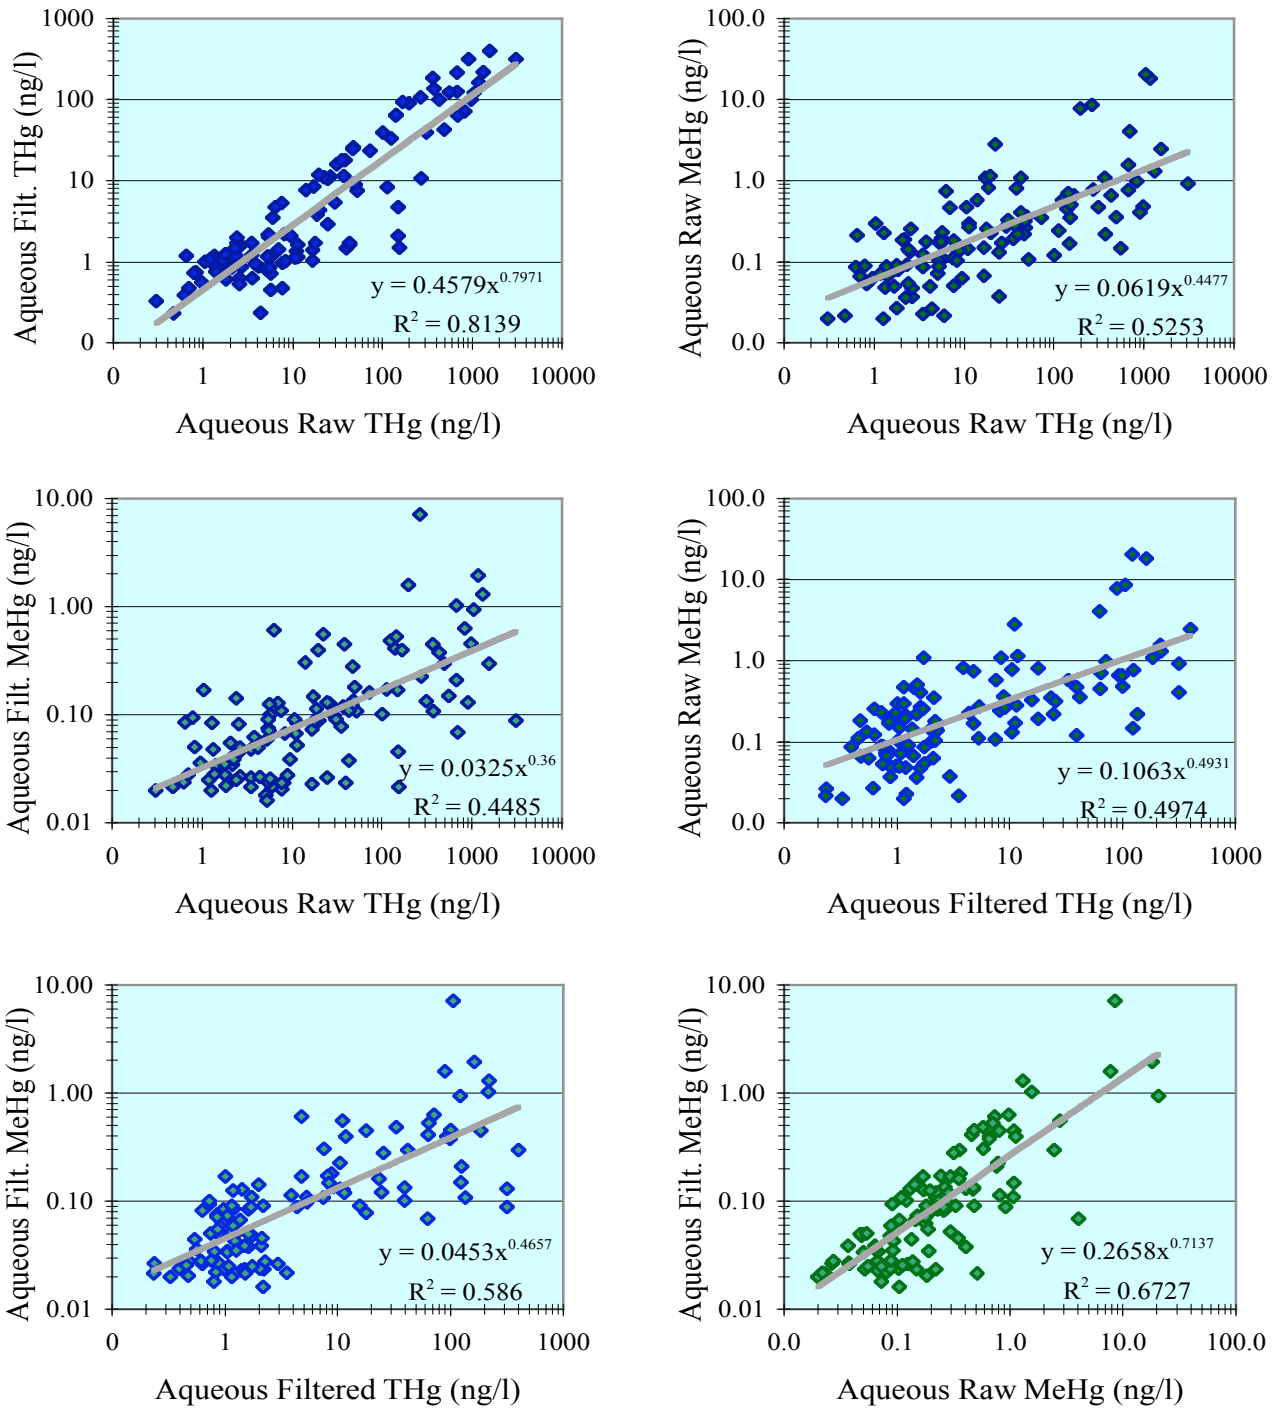 Aqueous Filt. THg (ng/l)
1000
100
10
1
0
y = 0.4579x^0.7971
R² = 0.8139
0 1 10 100 1000 10000
Aqueous Raw THg (ng/l)
Aqueous Raw MeHg (ng/l)
100.0
10.0
1.0
0.1
0.0
y = 0.0619x^0.4477
R² = 0.5253
0 1 10 100 1000 10000
Aqueous Raw THg (ng/l)
Aqueous Filt. MeHg (ng/l)
10.00
1.00
0.10
0.01
y = 0.0325x^0.36
R² = 0.4485
0 1 10 100 1000 10000
Aqueous Raw THg (ng/l)
Aqueous Raw MeHg (ng/l)
100.0
10.0
1.0
0.1
0.0
y = 0.1063x^0.4931
R² = 0.4974
0 1 10 100 1000
Aqueous Filtered THg (ng/l)
Aqueous Filt. MeHg (ng/l)
10.00
1.00
0.10
0.01
y = 0.0453x^0.4657
R² = 0.586
0 1 10 100 1000
Aqueous Filtered THg (ng/l)
Aqueous Filt. MeHg (ng/l)
10.00
1.00
0.10
0.01
y = 0.2658x^0.7137
R² = 0.6727
0.0 0.1 1.0 10.0 100.0
Aqueous Raw MeHg (ng/l)